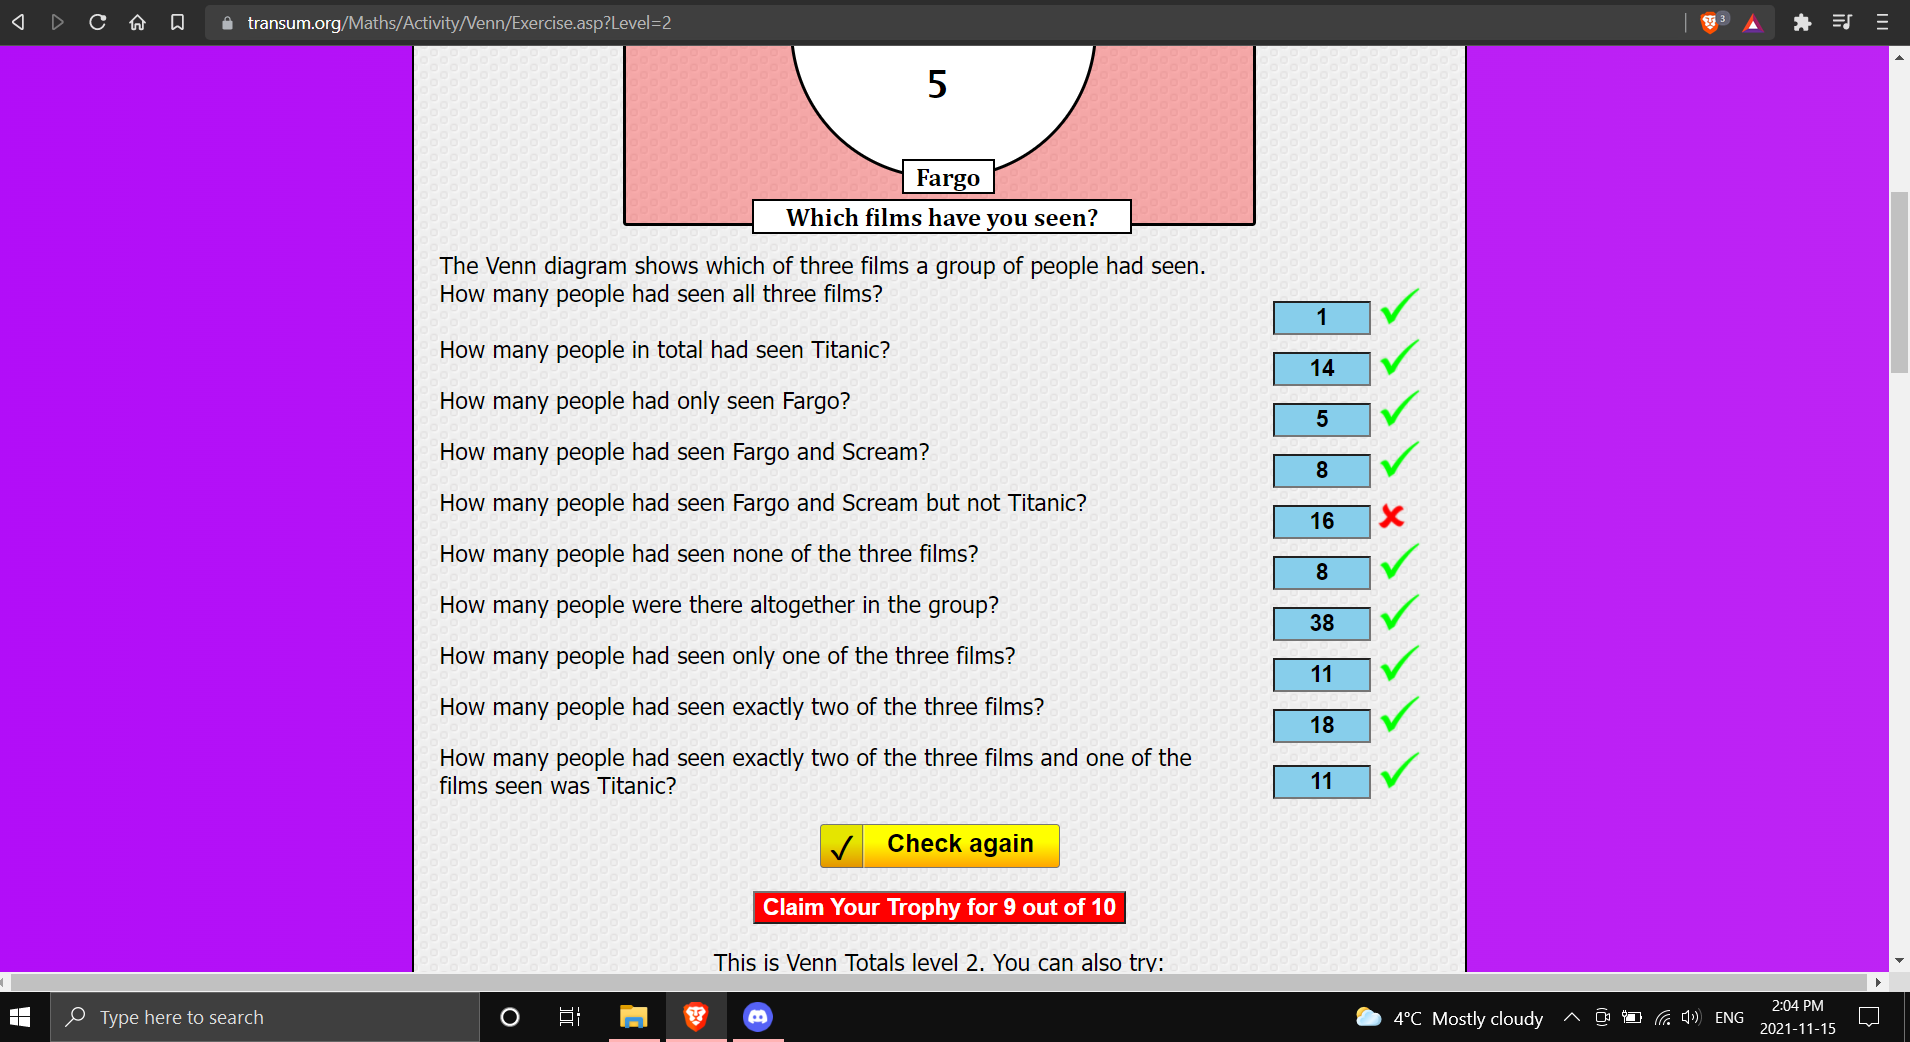 transum.org/Maths/Activity/Venn/Exercise.asp?Level=2
3
5
Fargo
Which films have you seen?
The Venn diagram shows which of three films a group of people had seen.
How many people had seen all three films?
1
How many people in total had seen Titanic?
14
How many people had only seen Fargo?
5
How many people had seen Fargo and Scream?
8
How many people had seen Fargo and Scream but not Titanic?
16
How many people had seen none of the three films?
8
How many people were there altogether in the group?
38
How many people had seen only one of the three films?
11
How many people had seen exactly two of the three films?
18
How many people had seen exactly two of the three films and one of the
films seen was Titanic?
11
Check again
Claim Your Trophy for 9 out of 10
This is Venn Totals level 2. You can also try:
Type here to search
4°C Mostly cloudy
ENG
2:04 PM
2021-11-15